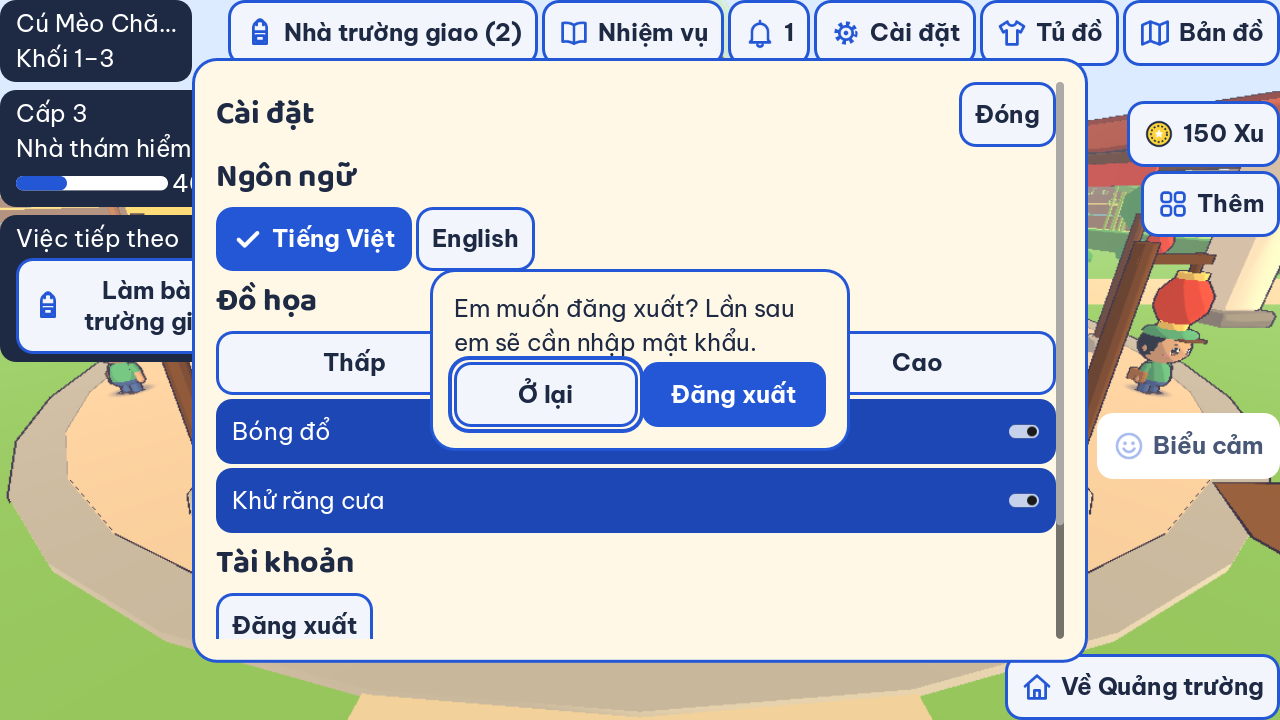 Cú Mèo Chă...
Khối 1–3
Nhà trường giao (2)
Nhiệm vụ
1
Cài đặt
Tủ đồ
Bản đồ
Cấp 3
Nhà thám hiểm
150 Xu
Thêm
Việc tiếp theo
Làm bà
trường gi
Cài đặt
Đóng
Ngôn ngữ
Tiếng Việt
English
Đồ họa
Thấp
Cao
Em muốn đăng xuất? Lần sau
em sẽ cần nhập mật khẩu.
Ở lại
Đăng xuất
Bóng đổ
Khử răng cưa
Tài khoản
Đăng xuất
Biểu cảm
Về Quảng trường